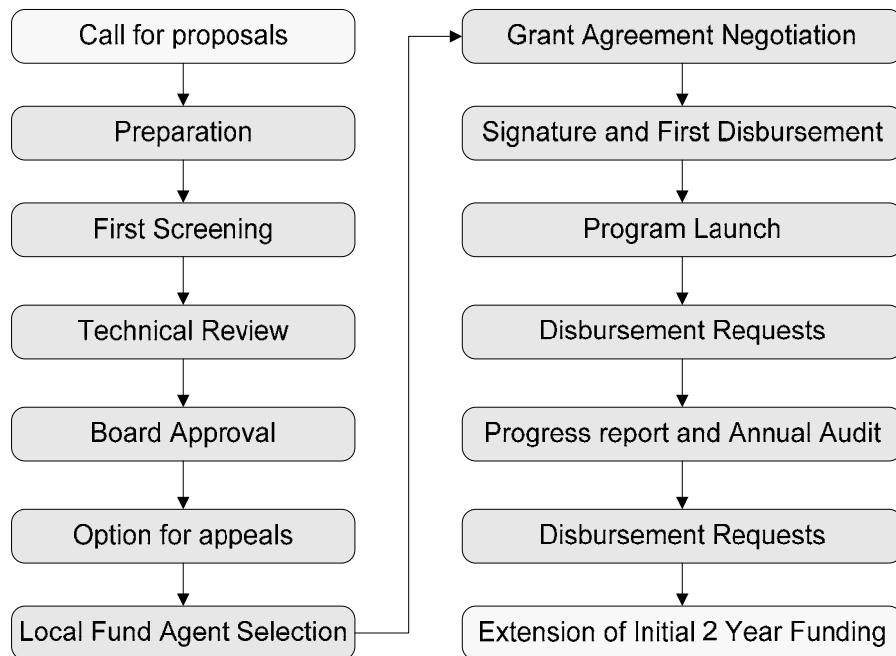 Call for proposals
Preparation
First Screening
Technical Review
Board Approval
Option for appeals
Local Fund Agent Selection
Grant Agreement Negotiation
Signature and First Disbursement
Program Launch
Disbursement Requests
Progress report and Annual Audit
Disbursement Requests
Extension of Initial 2 Year Funding